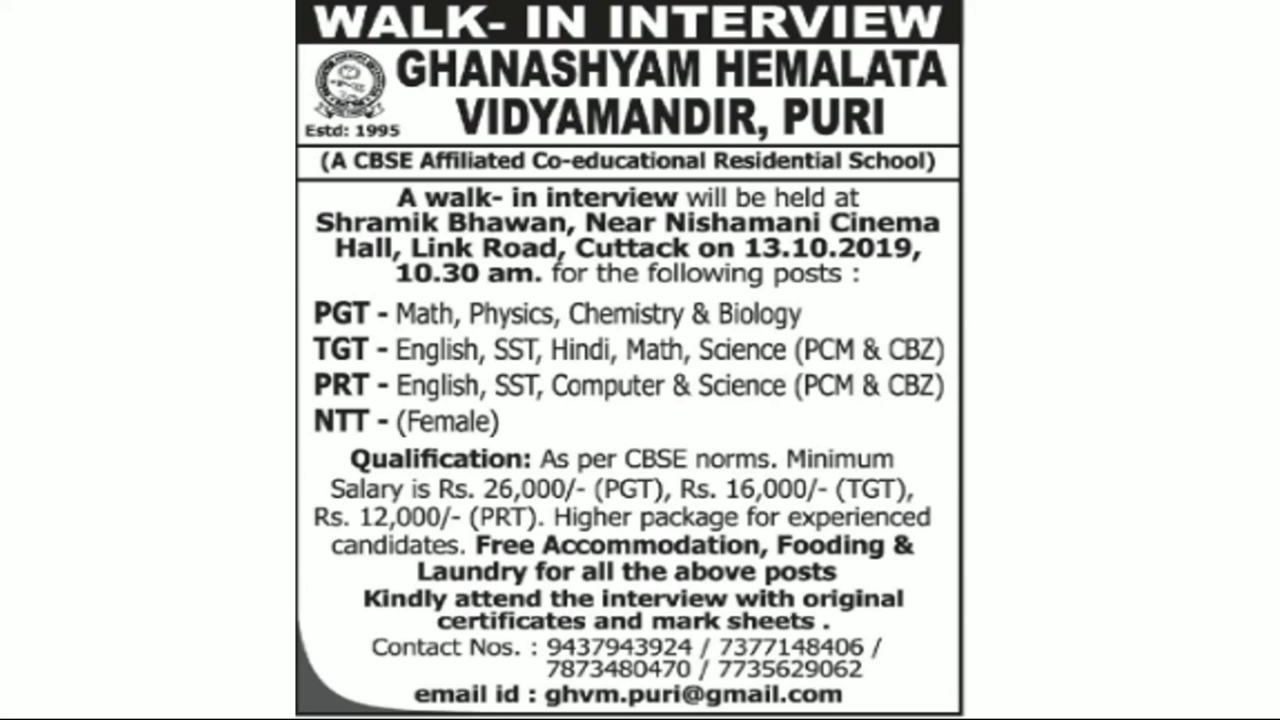 WALK- IN INTERVIEW
GHANASHYAM HEMALATA
VIDYAMANDIR, PURI
Estd: 1995
(A CBSE Affiliated Co-educational Residential School)
A walk- in interview will be held at
Shramik Bhawan, Near Nishamani Cinema
Hall, Link Road, Cuttack on 13.10.2019,
10.30 am. for the following posts :
PGT - Math, Physics, Chemistry & Biology
TGT - English, SST, Hindi, Math, Science (PCM & CBZ)
PRT - English, SST, Computer & Science (PCM & CBZ)
NTT - (Female)
Qualification: As per CBSE norms. Minimum
Salary is Rs. 26,000/- (PGT), Rs. 16,000/- (TGT),
Rs. 12,000/- (PRT). Higher package for experienced
candidates. Free Accommodation, Fooding &
Laundry for all the above posts
Kindly attend the interview with original
certificates and mark sheets .
Contact Nos. : 9437943924 / 7377148406 /
7873480470 / 7735629062
email id : ghvm.puri@gmail.com